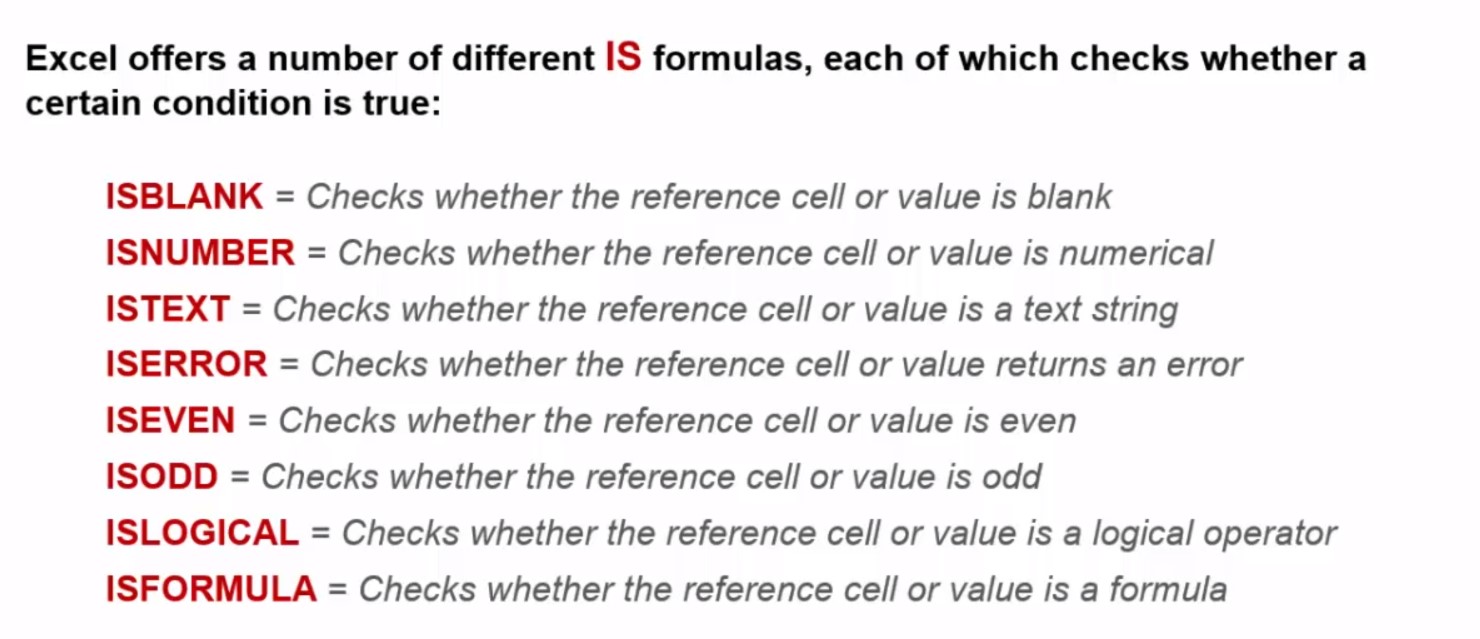 Excel offers a number of different IS formulas, each of which checks whether a
certain condition is true:
ISBLANK = Checks whether the reference cell or value is blank
ISNUMBER = Checks whether the reference cell or value is numerical
ISTEXT = Checks whether the reference cell or value is a text string
ISERROR = Checks whether the reference cell or value returns an error
ISEVEN = Checks whether the reference cell or value is even
ISODD = Checks whether the reference cell or value is odd
ISLOGICAL = Checks whether the reference cell or value is a logical operator
ISFORMULA = Checks whether the reference cell or value is a formula